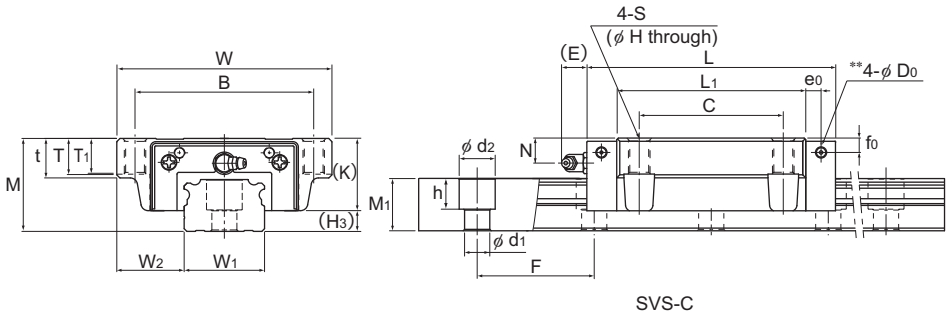 4-S
(φ H through)
(E)
L
L1
e0
**4-φ D0
C
W
B
t
T
T1
M
(K)
(H3)
W2
W1
N
f0
φ d2
h
M1
φ d1
F
SVS-C